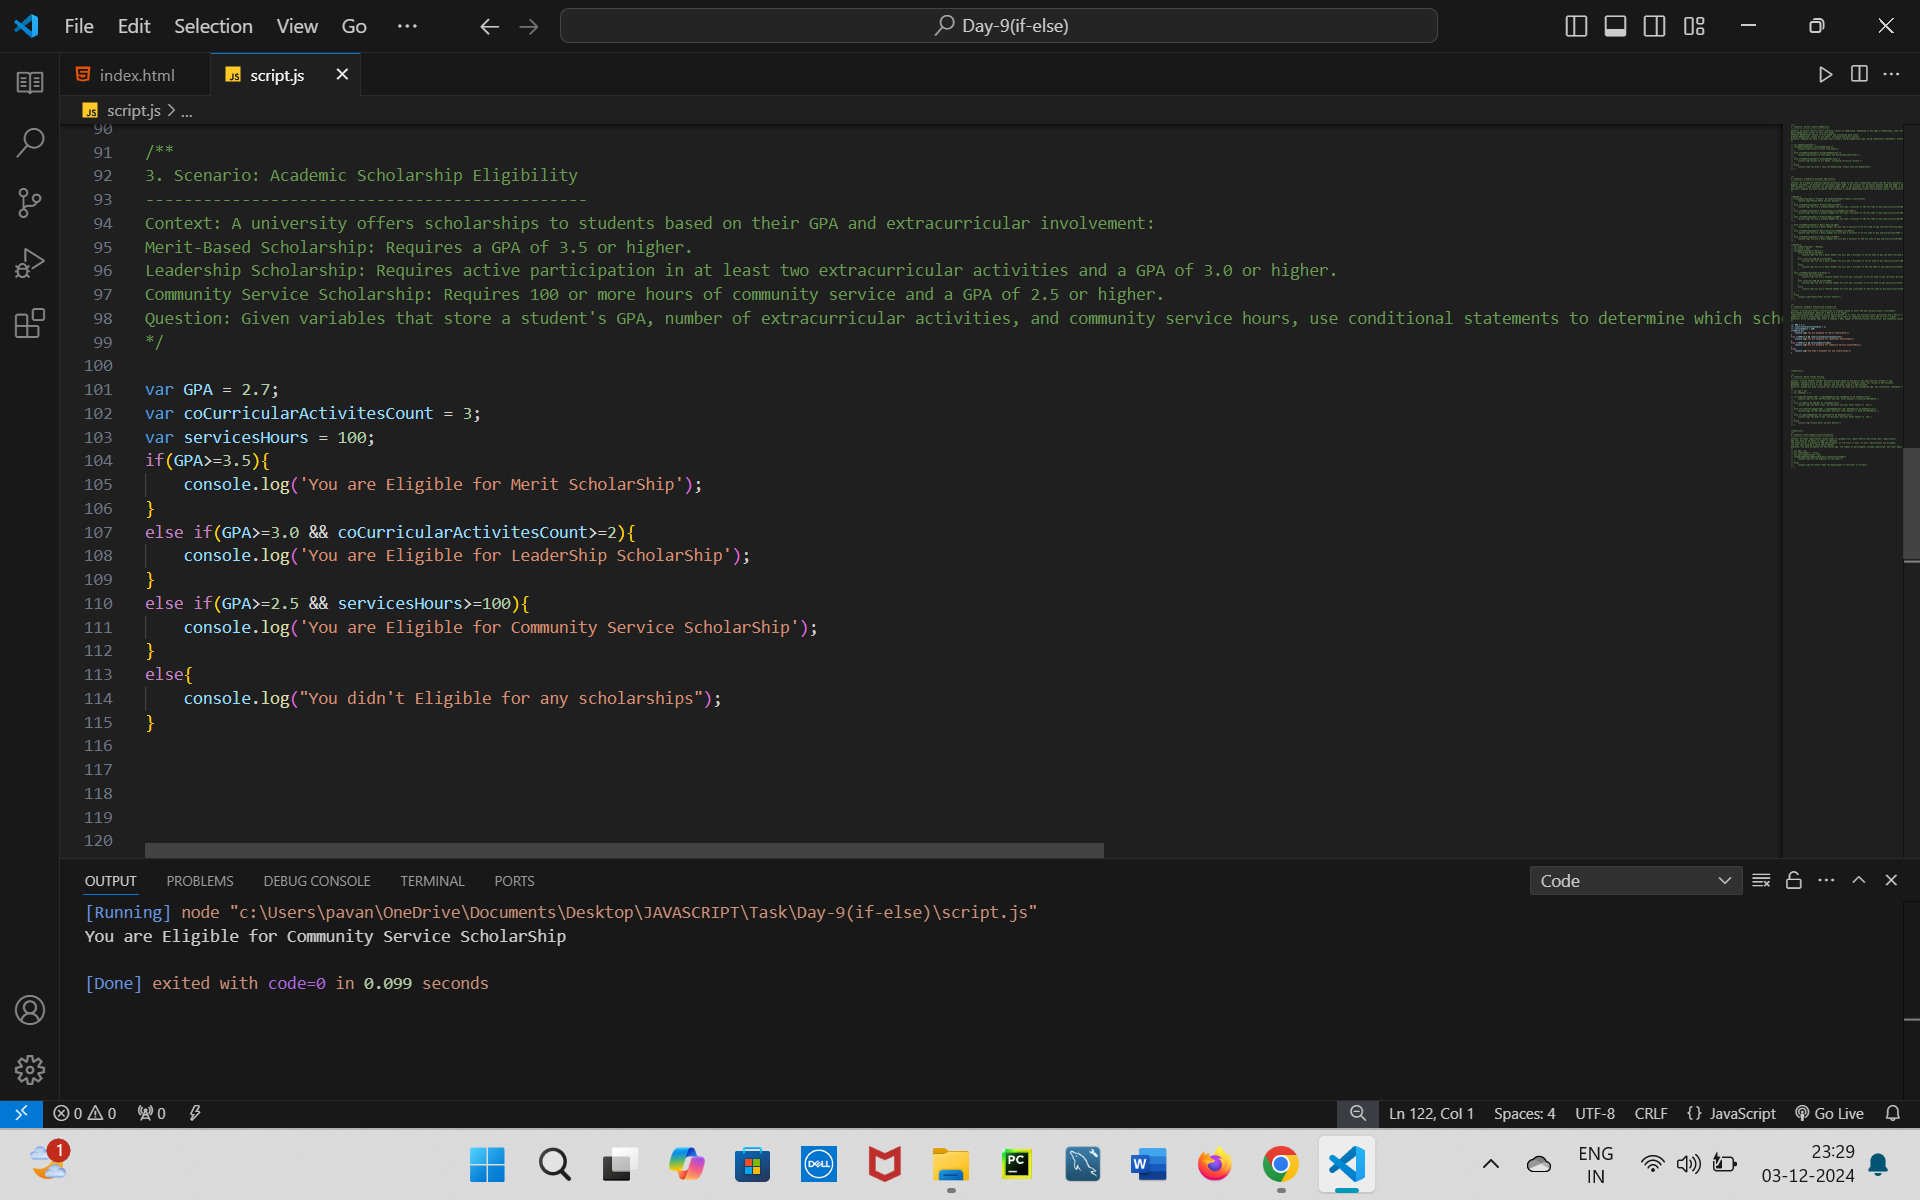 File Edit Selection View Go ... Day-9(if-else)
index.html script.js
script.js > ...
90
91 /**
92 3. Scenario: Academic Scholarship Eligibility
93 ----------------------------------------------
94 Context: A university offers scholarships to students based on their GPA and extracurricular involvement:
95 Merit-Based Scholarship: Requires a GPA of 3.5 or higher.
96 Leadership Scholarship: Requires active participation in at least two extracurricular activities and a GPA of 3.0 or higher.
97 Community Service Scholarship: Requires 100 or more hours of community service and a GPA of 2.5 or higher.
98 Question: Given variables that store a student's GPA, number of extracurricular activities, and community service hours, use conditional statements to determine which sch
99 */
100
101 var GPA = 2.7;
102 var coCurricularActivitesCount = 3;
103 var servicesHours = 100;
104 if(GPA>=3.5){
105 console.log('You are Eligible for Merit ScholarShip');
106 }
107 else if(GPA>=3.0 && coCurricularActivitesCount>=2){
108 console.log('You are Eligible for LeaderShip ScholarShip');
109 }
110 else if(GPA>=2.5 && servicesHours>=100){
111 console.log('You are Eligible for Community Service ScholarShip');
112 }
113 else{
114 console.log("You didn't Eligible for any scholarships");
115 }
116
117
118
119
120
OUTPUT PROBLEMS DEBUG CONSOLE TERMINAL PORTS Code
[Running] node "c:\Users\pavan\OneDrive\Documents\Desktop\JAVASCRIPT\Task\Day-9(if-else)\script.js"
You are Eligible for Community Service ScholarShip
[Done] exited with code=0 in 0.099 seconds
0 0 0 Ln 122, Col 1 Spaces: 4 UTF-8 CRLF {} JavaScript Go Live
1 DELL PC W ENG 23:29
IN 03-12-2024